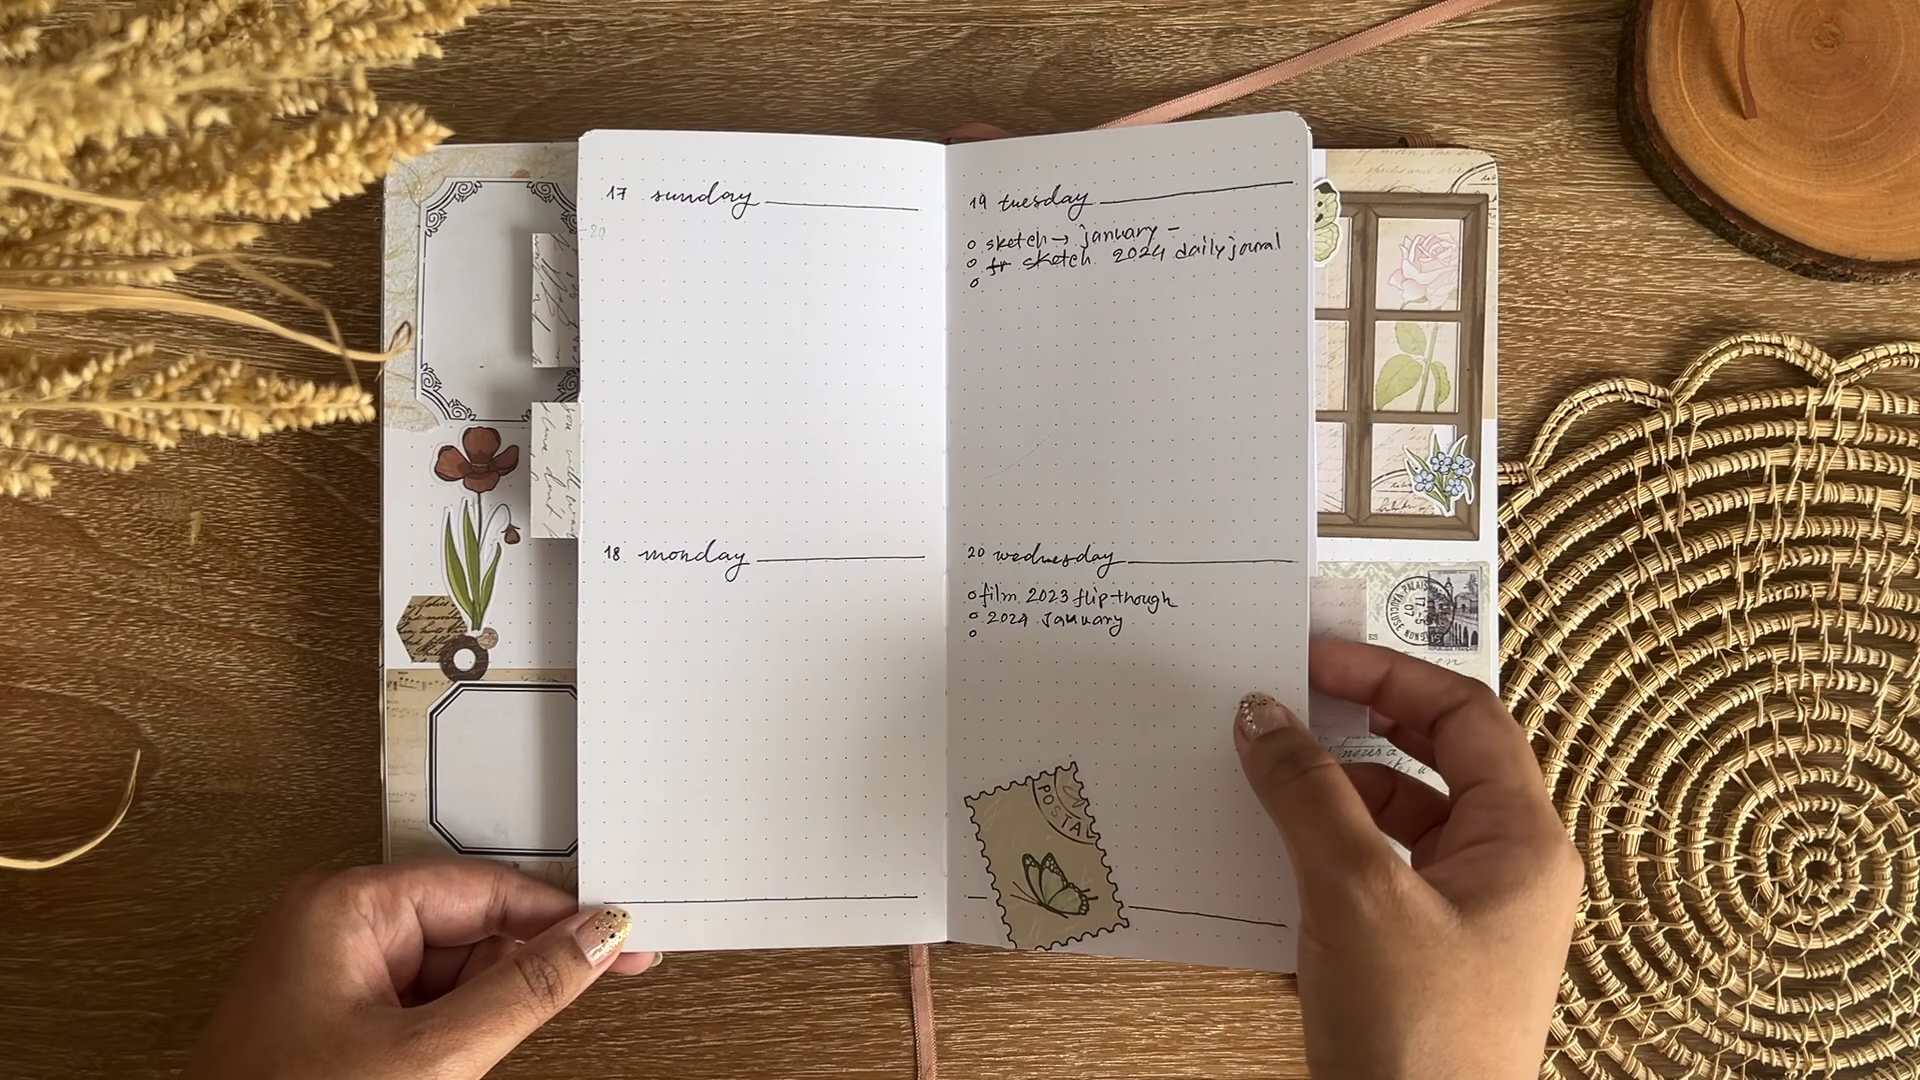 17 sunday
18 monday
19 tuesday
o sketch → january -
o fr sketch 2024 daily jounal
o
20 wednesday
o film 2023 flip though
o 2024 january
o
POSTAL